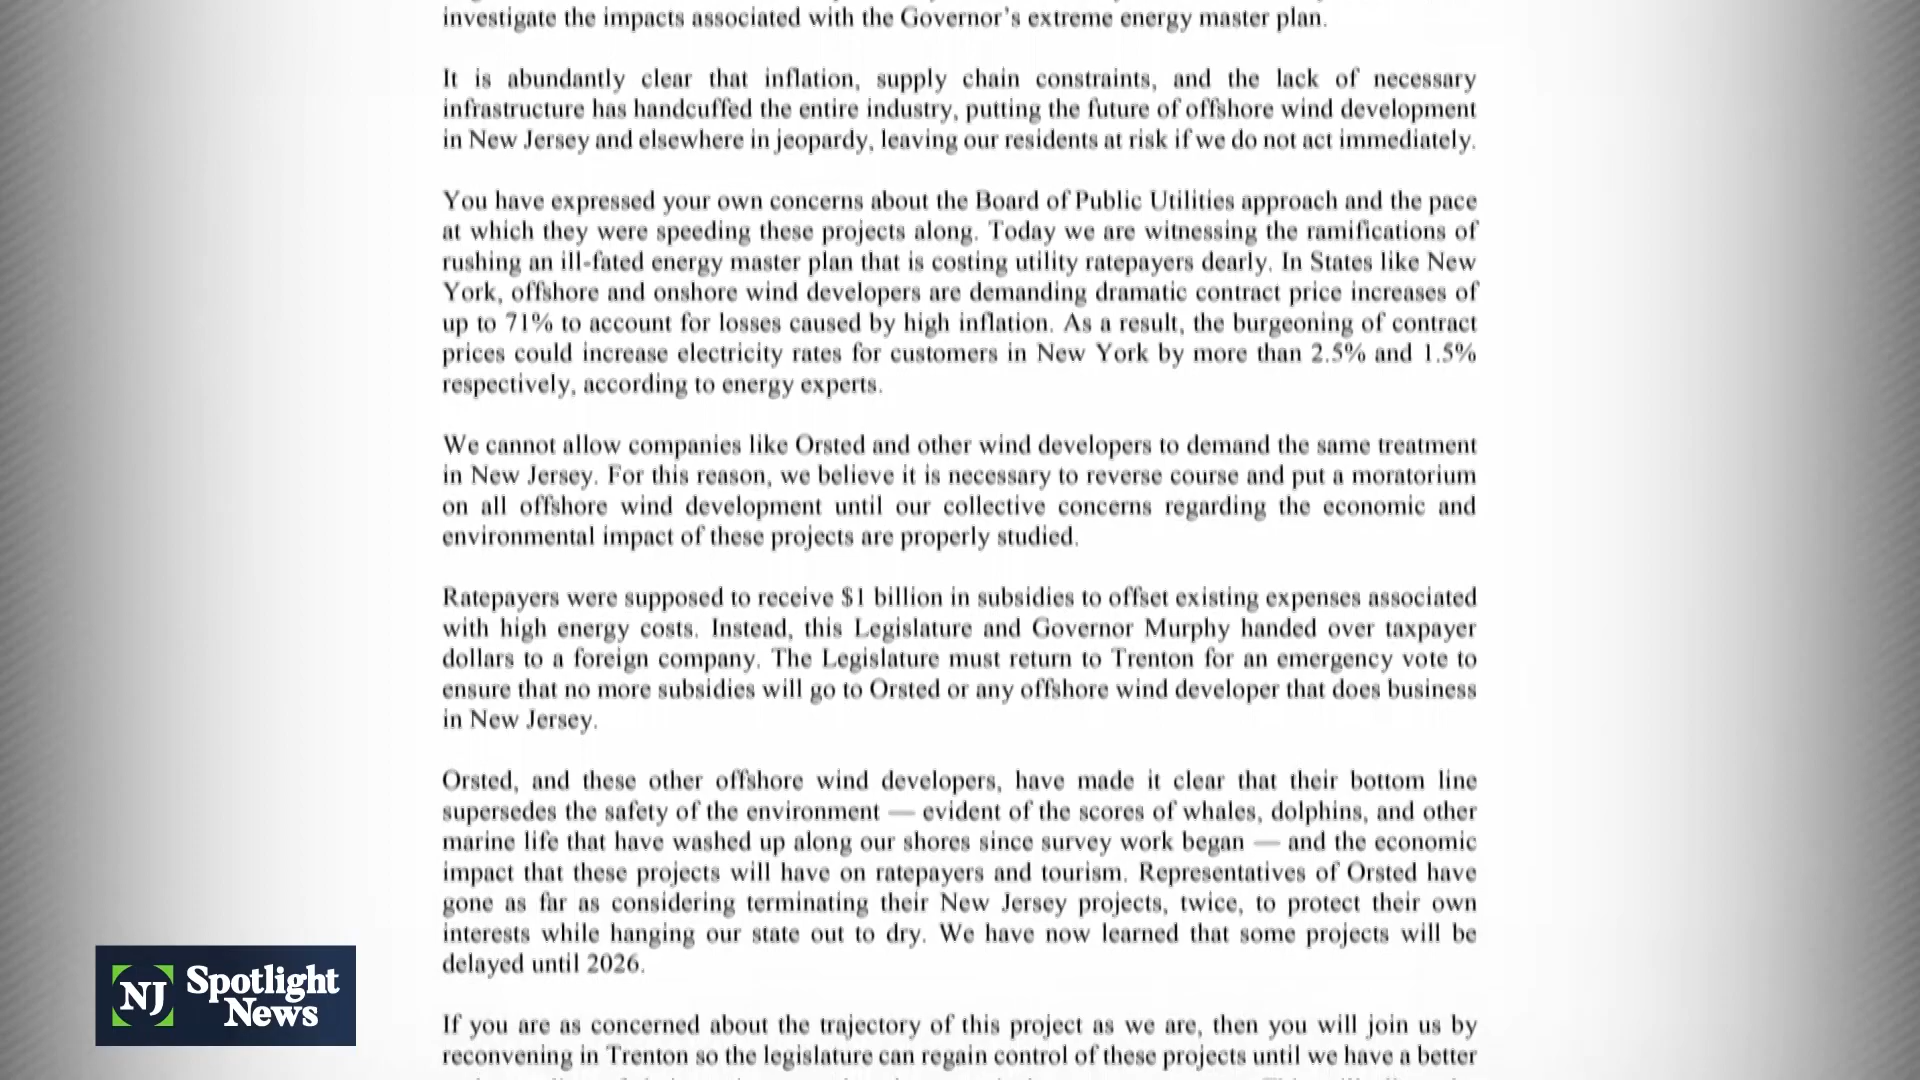 investigate the impacts associated with the Governor's extreme energy master plan.
It is abundantly clear that inflation, supply chain constraints, and the lack of necessary
infrastructure has handcuffed the entire industry, putting the future of offshore wind development
in New Jersey and elsewhere in jeopardy, leaving our residents at risk if we do not act immediately.
You have expressed your own concerns about the Board of Public Utilities approach and the pace
at which they were speeding these projects along. Today we are witnessing the ramifications of
rushing an ill-fated energy master plan that is costing utility ratepayers dearly. In States like New
York, offshore and onshore wind developers are demanding dramatic contract price increases of
up to 71% to account for losses caused by high inflation. As a result, the burgeoning of contract
prices could increase electricity rates for customers in New York by more than 2.5% and 1.5%
respectively, according to energy experts.
We cannot allow companies like Orsted and other wind developers to demand the same treatment
in New Jersey. For this reason, we believe it is necessary to reverse course and put a moratorium
on all offshore wind development until our collective concerns regarding the economic and
environmental impact of these projects are properly studied.
Ratepayers were supposed to receive $1 billion in subsidies to offset existing expenses associated
with high energy costs. Instead, this Legislature and Governor Murphy handed over taxpayer
dollars to a foreign company. The Legislature must return to Trenton for an emergency vote to
ensure that no more subsidies will go to Orsted or any offshore wind developer that does business
in New Jersey.
Orsted, and these other offshore wind developers, have made it clear that their bottom line
supersedes the safety of the environment — evident of the scores of whales, dolphins, and other
marine life that have washed up along our shores since survey work began — and the economic
impact that these projects will have on ratepayers and tourism. Representatives of Orsted have
gone as far as considering terminating their New Jersey projects, twice, to protect their own
interests while hanging our state out to dry. We have now learned that some projects will be
delayed until 2026.
If you are as concerned about the trajectory of this project as we are, then you will join us by
reconvening in Trenton so the legislature can regain control of these projects until we have a better
NJ Spotlight
News